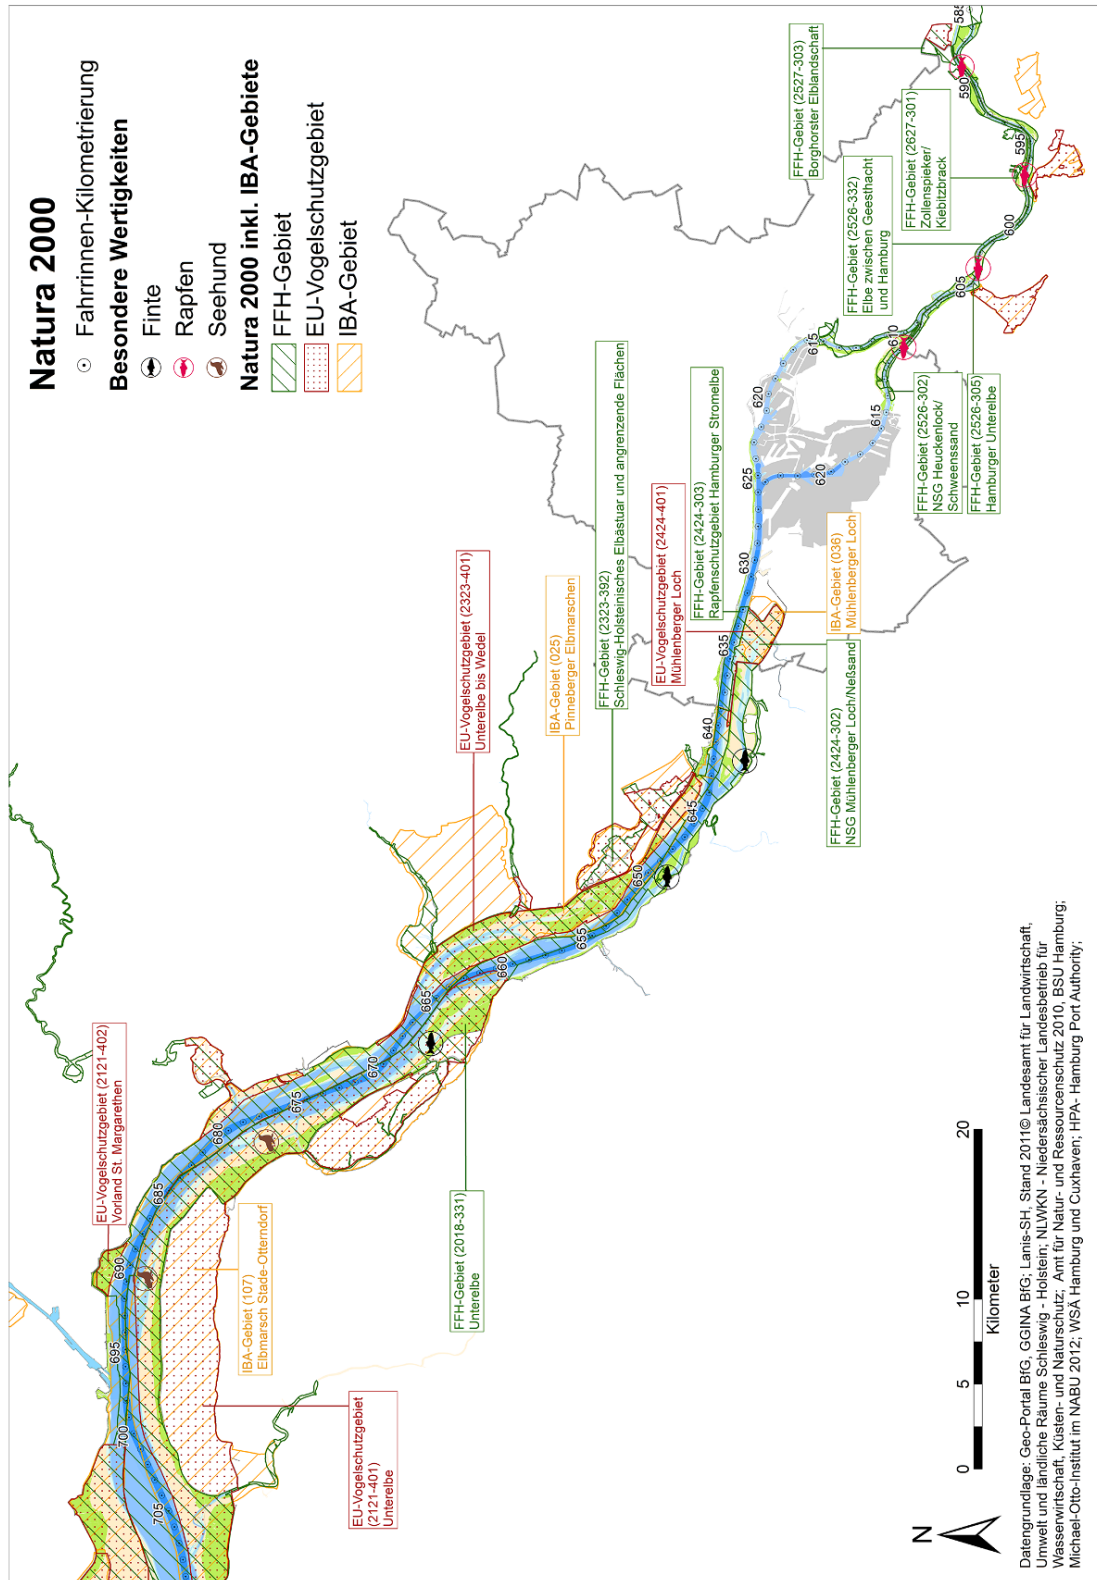 Natura 2000
Fahrrinnen-Kilometrierung
Besondere Wertigkeiten
Finte
Rapfen
Seehund
Natura 2000 inkl. IBA-Gebiete
FFH-Gebiet
EU-Vogelschutzgebiet
IBA-Gebiet
EU-Vogelschutzgebiet (2121-402)
Vorland St. Margarethen
EU-Vogelschutzgebiet (2323-401)
Unterelbe bis Wedel
IBA-Gebiet (025)
Pinneberger Elbmarschen
FFH-Gebiet (2323-392)
Schleswig-Holsteinisches Elbästuar und angrenzende Flächen
EU-Vogelschutzgebiet (2424-401)
Mühlenberger Loch
FFH-Gebiet (2424-303)
Rapfenschutzgebiet Hamburger Stromelbe
FFH-Gebiet (2527-303)
Borghorster Elblandschaft
FFH-Gebiet (2526-332)
Elbe zwischen Geesthacht
und Hamburg
FFH-Gebiet (2627-301)
Zollenspieker/
Kiebitzbrack
IBA-Gebiet (107)
Elbmarsch Stade-Otterndorf
EU-Vogelschutzgebiet
(2121-401)
Unterelbe
FFH-Gebiet (2018-331)
Unterelbe
FFH-Gebiet (2424-302)
NSG Mühlenberger Loch/Neßsand
IBA-Gebiet (036)
Mühlenberger Loch
FFH-Gebiet (2526-302)
NSG Heuckenlock/
Schweenssand
FFH-Gebiet (2526-305)
Hamburger Unterelbe
705
700
695
690
685
680
675
670
665
660
655
650
645
640
635
630
625
620
615
620
615
610
605
600
595
590
585
N
0
5
10
20
Kilometer
Datengrundlage: Geo-Portal BfG, GGINA BfG; Lanis-SH, Stand 2011© Landesamt für Landwirtschaft,
Umwelt und ländliche Räume Schleswig - Holstein; NLWKN - Niedersächsischer Landesbetrieb für
Wasserwirtschaft, Küsten- und Naturschutz; Amt für Natur- und Ressourcenschutz 2010, BSU Hamburg;
Michael-Otto-Institut im NABU 2012; WSÄ Hamburg und Cuxhaven; HPA- Hamburg Port Authority;